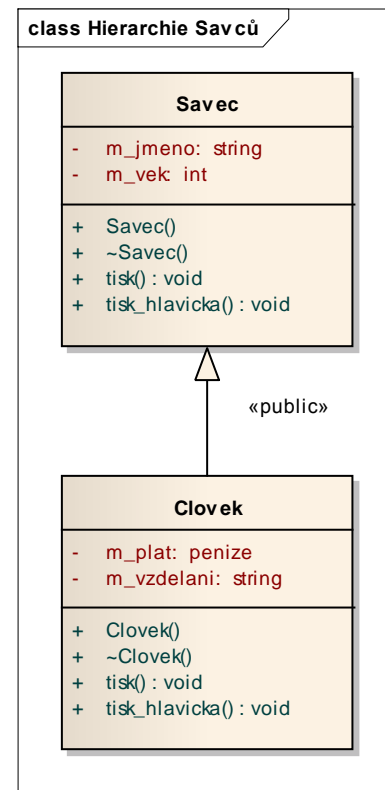 class Hierarchie Savců
Savec
- m_jmeno: string
- m_vek: int
+ Savec()
+ ~Savec()
+ tisk() : void
+ tisk_hlavicka() : void
«public»
Clovek
- m_plat: penize
- m_vzdelani: string
+ Clovek()
+ ~Clovek()
+ tisk() : void
+ tisk_hlavicka() : void